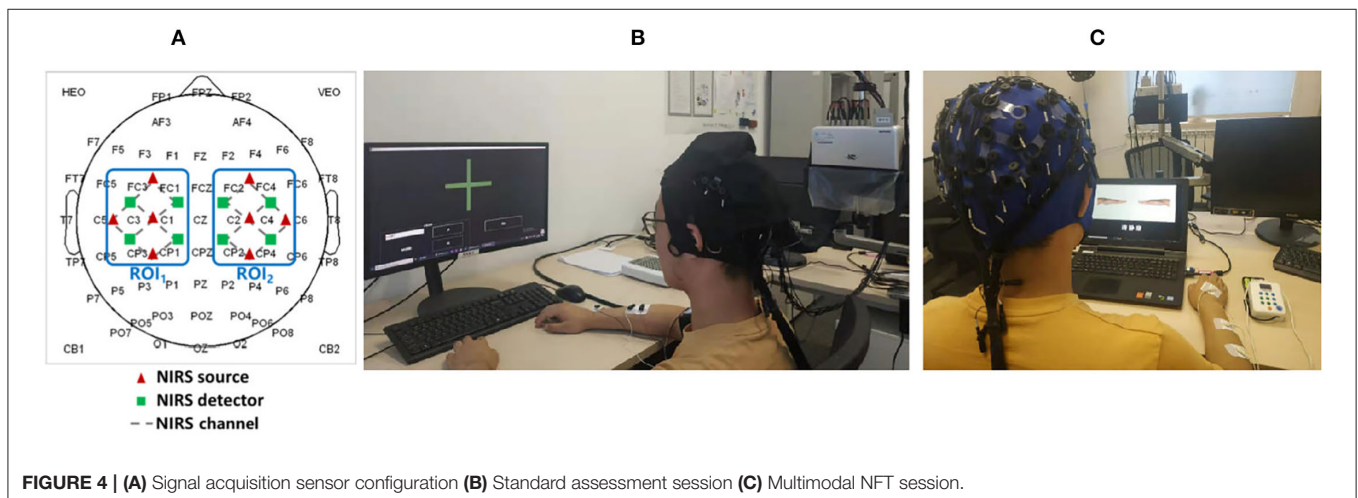 A
B
C
HEO FP1 FPZ FP2 VEO
AF3 AF4
F7 F5 F3 F1 FZ F2 F4 F6 F8
FT7 FC5 FC3 FC1 FCZ FC2 FC4 FC6 FT8
T7 C5 C3 C1 CZ C2 C4 C6 T8
TP7 CP5 CP3 CP1 CPZ CP2 CP4 CP6 TP8
ROI1 ROI2
P7 P5 P3 P1 PZ P2 P4 P6 P8
PO7 PO5 PO3 POZ PO4 PO6 PO8
CB1 O1 OZ O2 CB2
NIRS source
NIRS detector
NIRS channel
FIGURE 4 | (A) Signal acquisition sensor configuration (B) Standard assessment session (C) Multimodal NFT session.